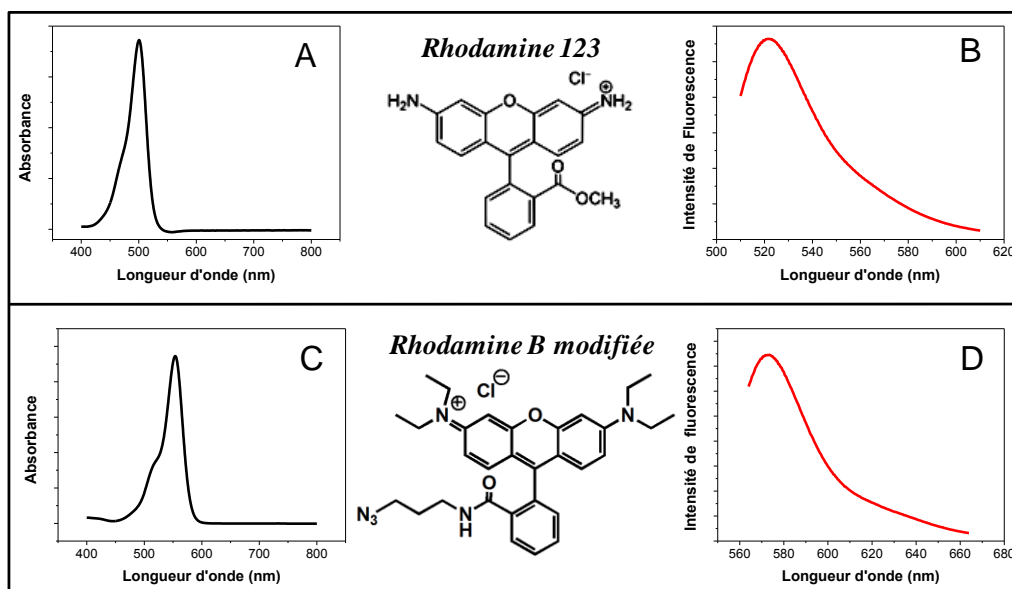 A
Absorbance
400
500
600
700
800
Longueur d'onde (nm)
Rhodamine 123
Cl⁻
H₂N
O
⊕
NH₂
O
OCH₃
B
Intensité de Fluorescence
500
520
540
560
580
600
620
Longueur d'onde (nm)
C
Absorbance
400
500
600
700
800
Longueur d'onde (nm)
Rhodamine B modifiée
Cl⊖
⊕
N
O
N
O
N₃
N
H
D
Intensité de fluorescence
560
580
600
620
640
660
680
Longueur d'onde (nm)